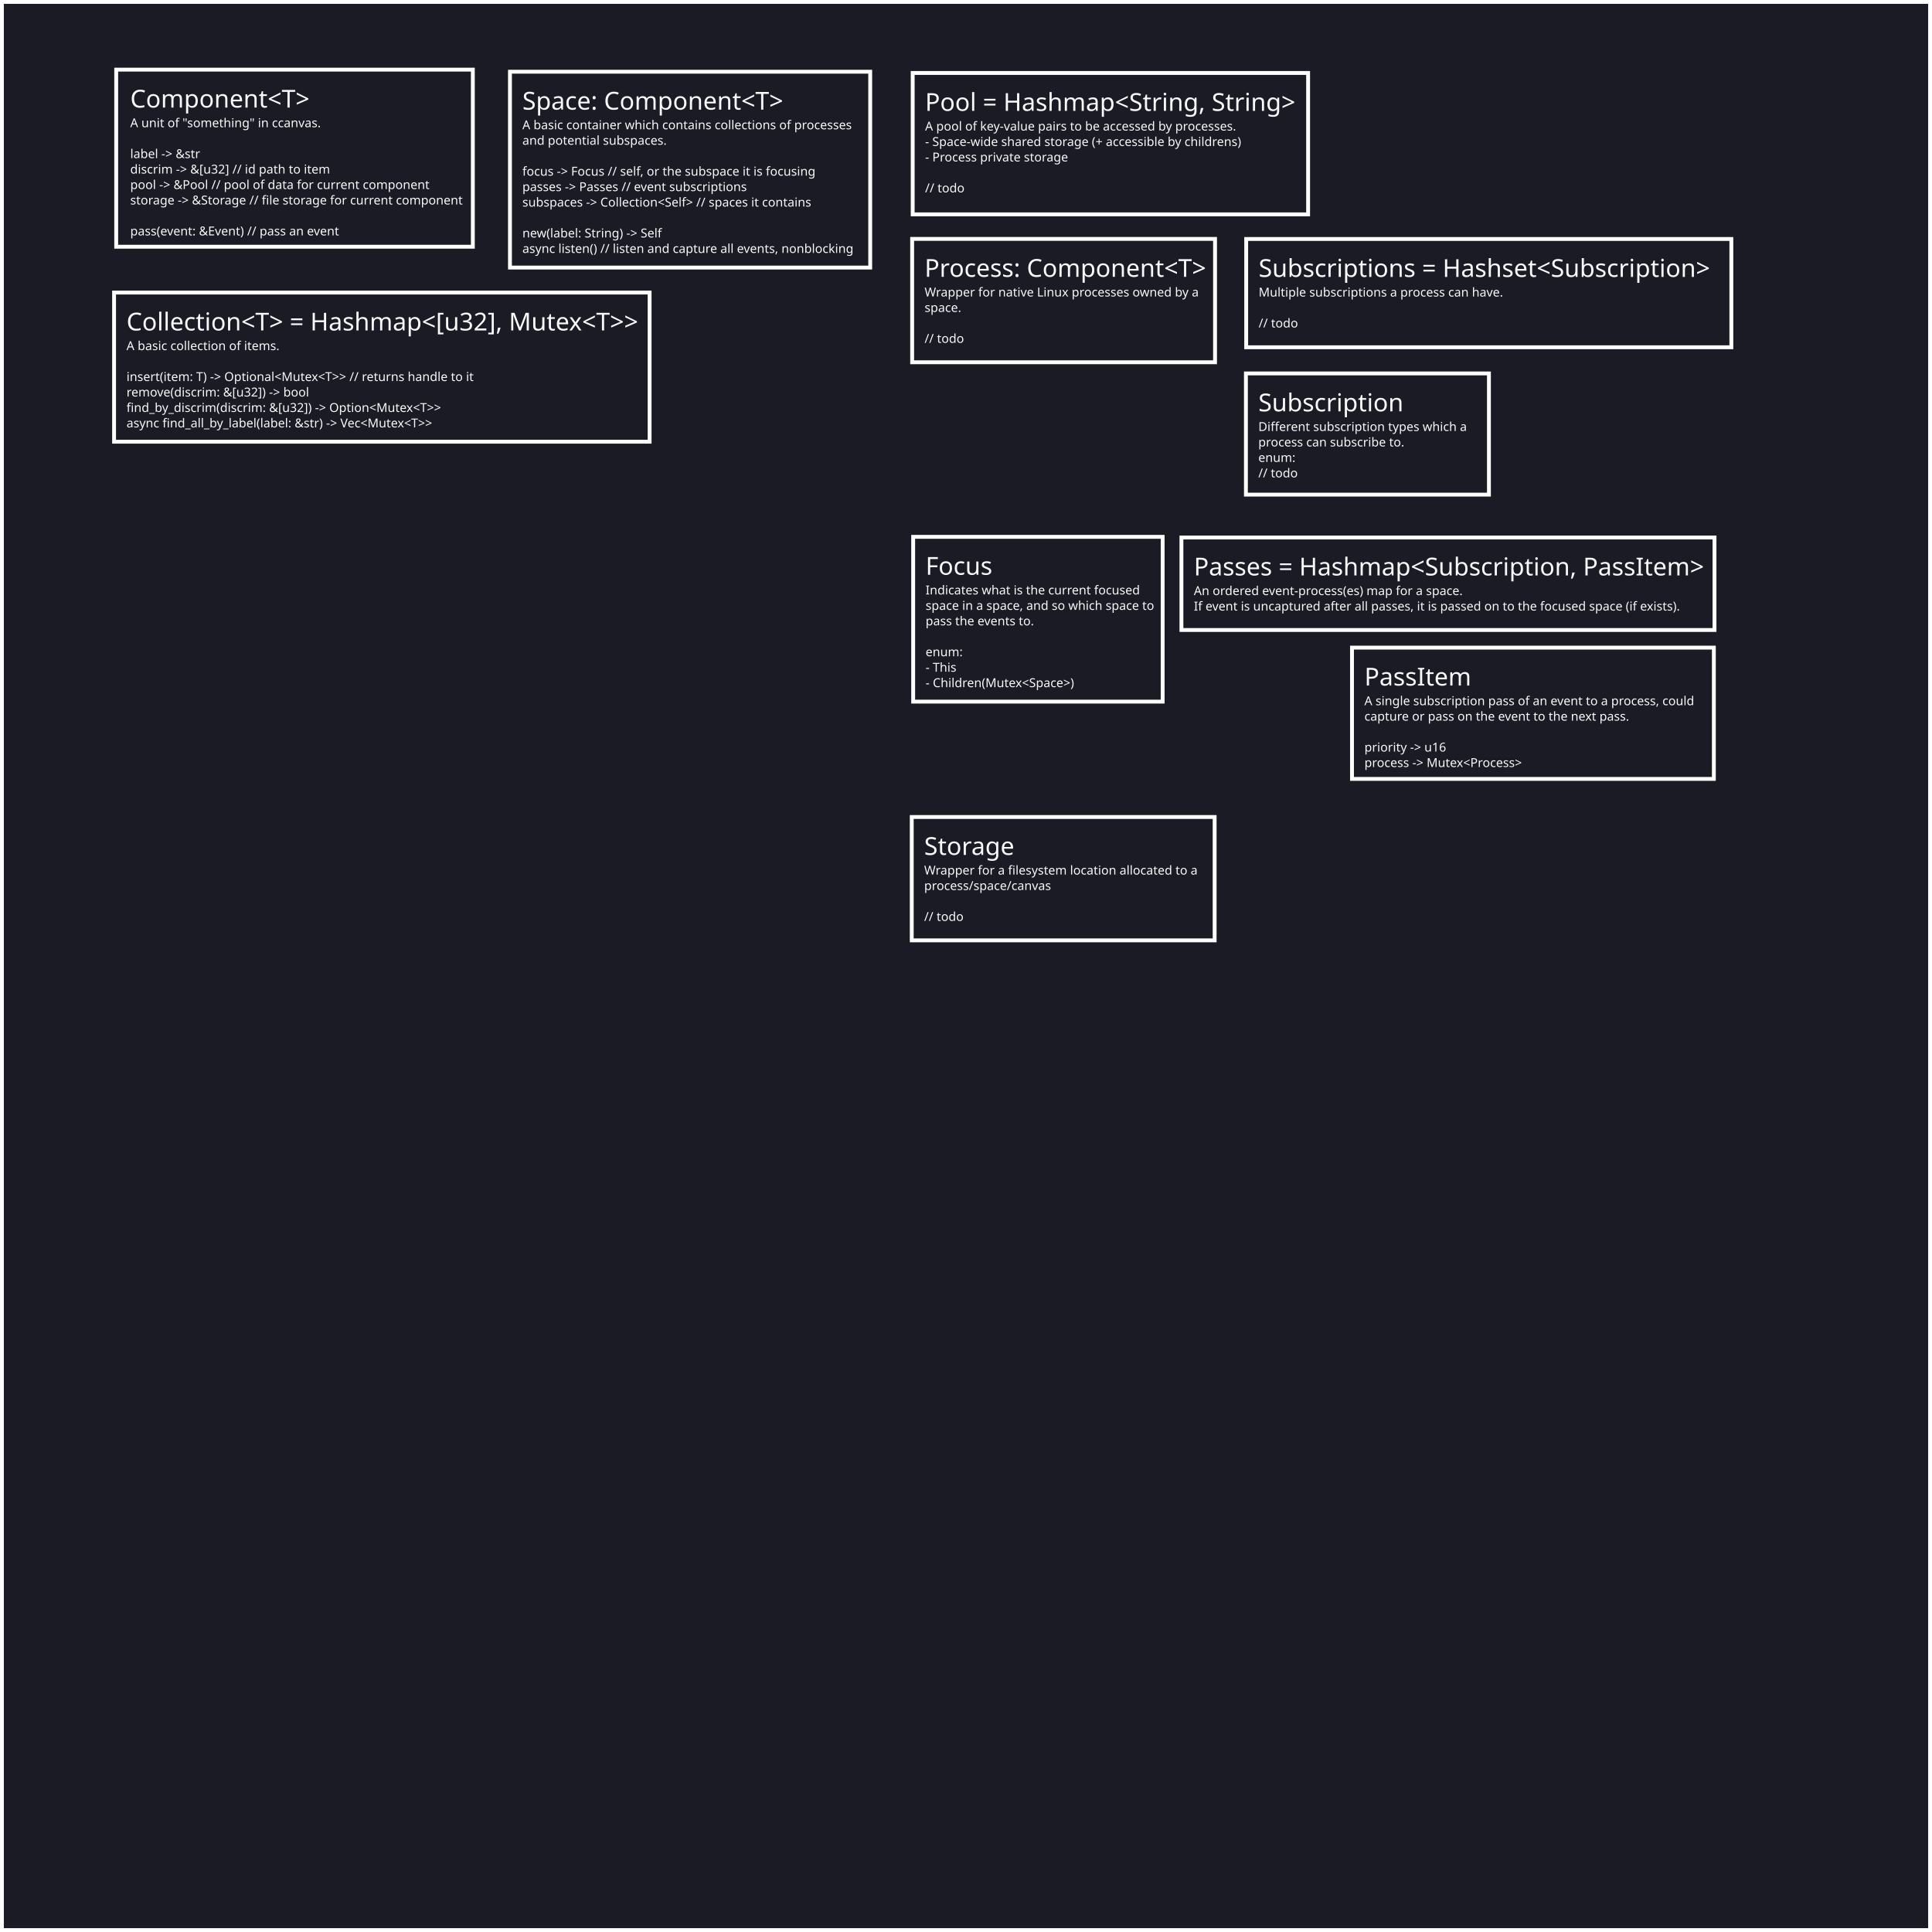 Component<T>
A unit of "something" in ccanvas.
label -> &str
discrim -> &[u32] // id path to item
pool -> &Pool // pool of data for current component
storage -> &Storage // file storage for current component
pass(event: &Event) // pass an event
Space: Component<T>
A basic container which contains collections of processes
and potential subspaces.
focus -> Focus // self, or the subspace it is focusing
passes -> Passes // event subscriptions
subspaces -> Collection<Self> // spaces it contains
new(label: String) -> Self
async listen() // listen and capture all events, nonblocking
Collection<T> = Hashmap<[u32], Mutex<T>>
A basic collection of items.
insert(item: T) -> Optional<Mutex<T>> // returns handle to it
remove(discrim: &[u32]) -> bool
find_by_discrim(discrim: &[u32]) -> Option<Mutex<T>>
async find_all_by_label(label: &str) -> Vec<Mutex<T>>
Pool = Hashmap<String, String>
A pool of key-value pairs to be accessed by processes.
- Space-wide shared storage (+ accessible by childrens)
- Process private storage
// todo
Process: Component<T>
Wrapper for native Linux processes owned by a
space.
// todo
Subscriptions = Hashset<Subscription>
Multiple subscriptions a process can have.
// todo
Subscription
Different subscription types which a
process can subscribe to.
enum:
// todo
Focus
Indicates what is the current focused
space in a space, and so which space to
pass the events to.
enum:
- This
- Children(Mutex<Space>)
Passes = Hashmap<Subscription, PassItem>
An ordered event-process(es) map for a space.
If event is uncaptured after all passes, it is passed on to the focused space (if exists).
PassItem
A single subscription pass of an event to a process, could
capture or pass on the event to the next pass.
priority -> u16
process -> Mutex<Process>
Storage
Wrapper for a filesystem location allocated to a
process/space/canvas
// todo